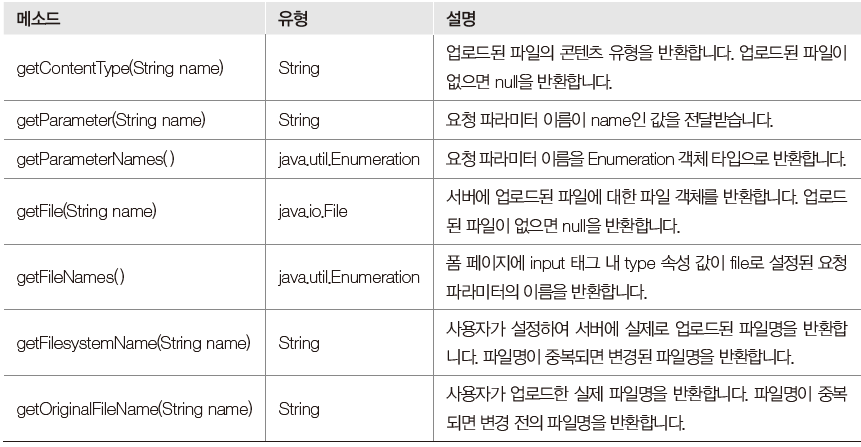 메소드 유형 설명
getContentType(String name) String 업로드된 파일의 콘텐츠 유형을 반환합니다. 업로드된 파일이
없으면 null을 반환합니다.
getParameter(String name) String 요청 파라미터 이름이 name인 값을 전달받습니다.
getParameterNames( ) java.util.Enumeration 요청 파라미터 이름을 Enumeration 객체 타입으로 반환합니다.
getFile(String name) java.io.File 서버에 업로드된 파일에 대한 파일 객체를 반환합니다. 업로드
된 파일이 없으면 null을 반환합니다.
getFileNames( ) java.util.Enumeration 폼 페이지에 input 태그 내 type 속성 값이 file로 설정된 요청
파라미터의 이름을 반환합니다.
getFilesystemName(String name) String 사용자가 설정하여 서버에 실제로 업로드된 파일명을 반환합
니다. 파일명이 중복되면 변경된 파일명을 반환합니다.
getOriginalFileName(String name) String 사용자가 업로드한 실제 파일명을 반환합니다. 파일명이 중복
되면 변경 전의 파일명을 반환합니다.